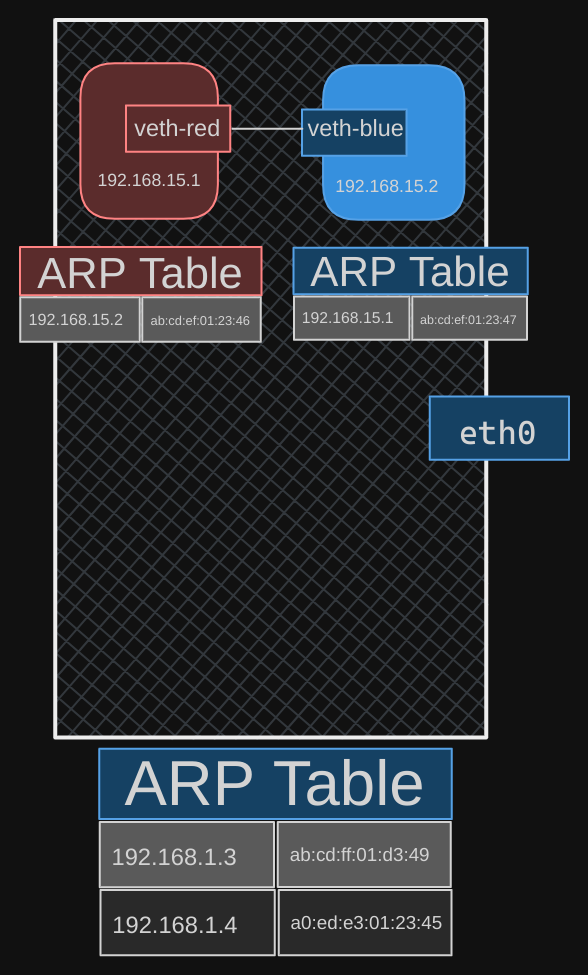 veth-red
veth-blue
192.168.15.1
192.168.15.2
ARP Table
192.168.15.2 ab:cd:ef:01:23:46
ARP Table
192.168.15.1 ab:cd:ef:01:23:47
eth0
ARP Table
192.168.1.3 ab:cd:ff:01:d3:49
192.168.1.4 a0:ed:e3:01:23:45